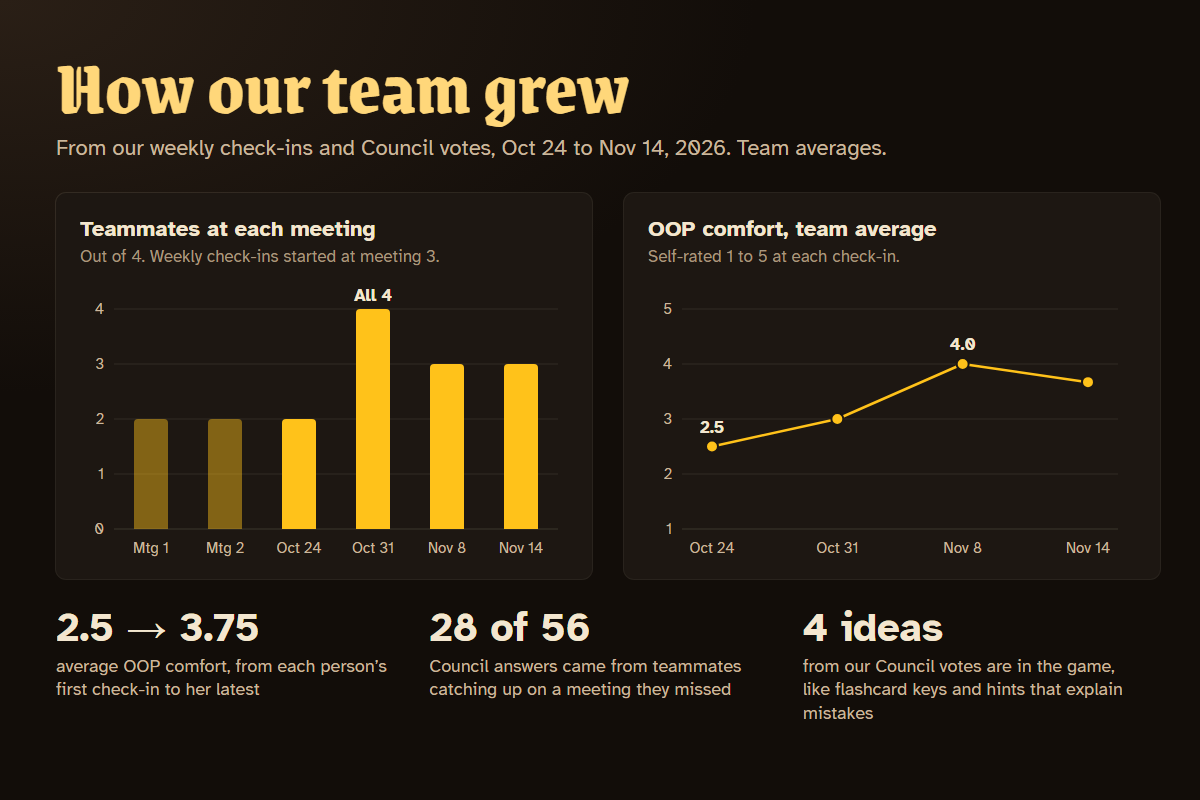 How our team grew
From our weekly check-ins and Council votes, Oct 24 to Nov 14, 2026. Team averages.
Teammates at each meeting
Out of 4. Weekly check-ins started at meeting 3.
All 4
4
3
2
1
0
Mtg 1 Mtg 2 Oct 24 Oct 31 Nov 8 Nov 14
OOP comfort, team average
Self-rated 1 to 5 at each check-in.
5
4
3
2
1
4.0
2.5
Oct 24 Oct 31 Nov 8 Nov 14
2.5 → 3.75
average OOP comfort, from each person's
first check-in to her latest
28 of 56
Council answers came from teammates
catching up on a meeting they missed
4 ideas
from our Council votes are in the game,
like flashcard keys and hints that explain
mistakes